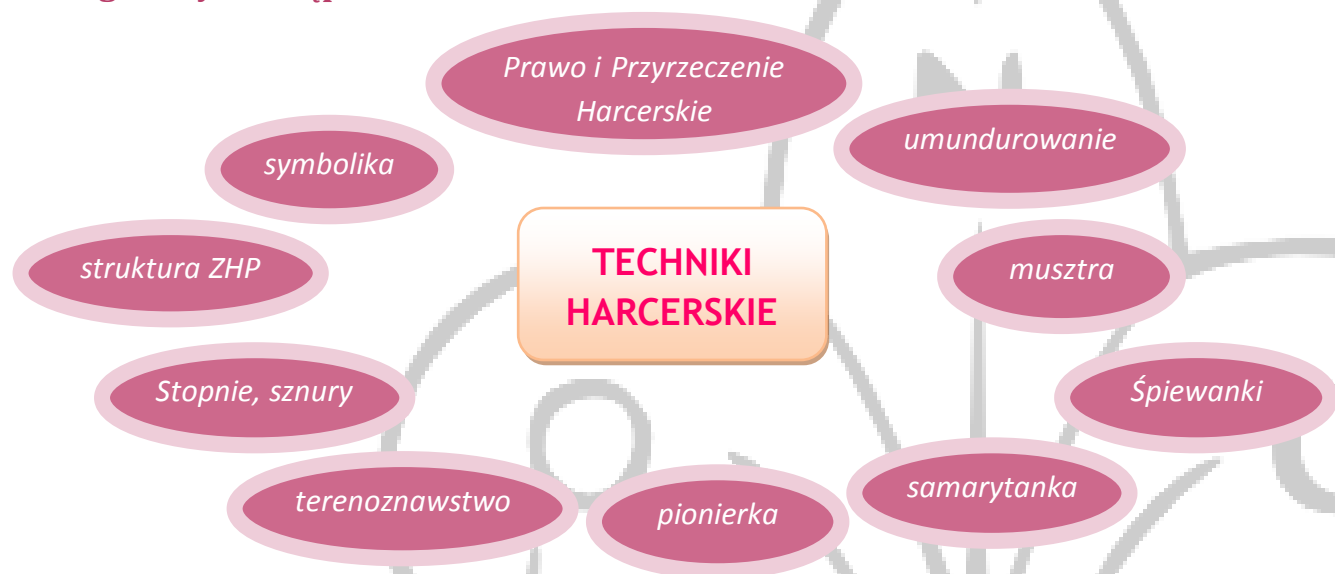 Prawo i Przyrzeczenie
Harcerskie
umundurowanie
symbolika
TECHNIKI
HARCERSKIE
struktura ZHP
musztra
Stopnie, sznury
Śpiewanki
terenoznawstwo
pionierka
samarytanka